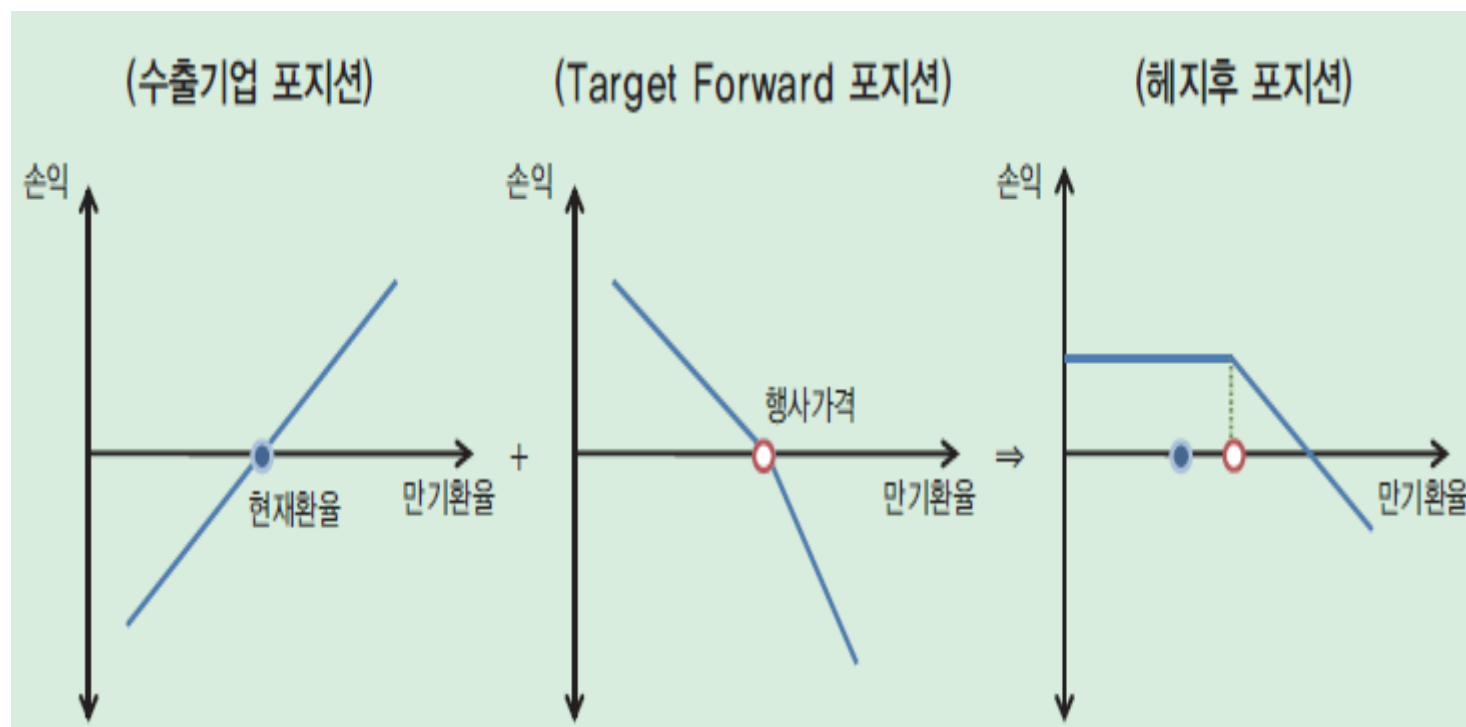 (수출기업 포지션)
(Target Forward 포지션)
(헤지후 포지션)
손익
손익
손익
행사가격
+
⇒
현재환율
만기환율
만기환율
만기환율